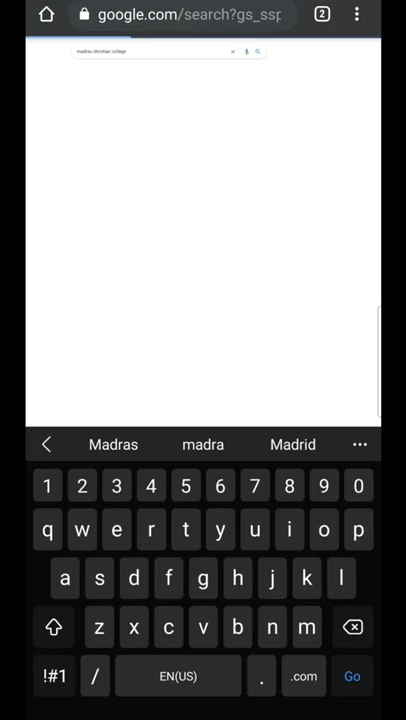 google.com/search?gs_ssp
2
madras christian college
Madras madra Madrid
1 2 3 4 5 6 7 8 9 0
q w e r t y u i o p
a s d f g h j k l
z x c v b n m
!#1 / EN(US) . .com Go